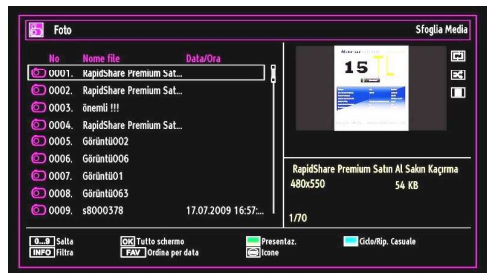 Foto
Sfoglia Media
No Nome file Data/Ora
0001. RapidShare Premium Sat...
0002. RapidShare Premium Sat...
0003. önemli !!!
0004. RapidShare Premium Sat...
0005. Görüntü002
0006. Görüntü006
0007. Görüntü01
0008. Görüntü063
0009. s8000378 17.07.2009 16:57:...
15 TL
RapidShare Premium Satın Al Sakın Kaçırma
480x550 54 KB
1/70
0...9 Salta OK Tutto schermo Presentaz. Ciclo/Rip. Casuale
INFO Filtra FAV Ordina per data Icone